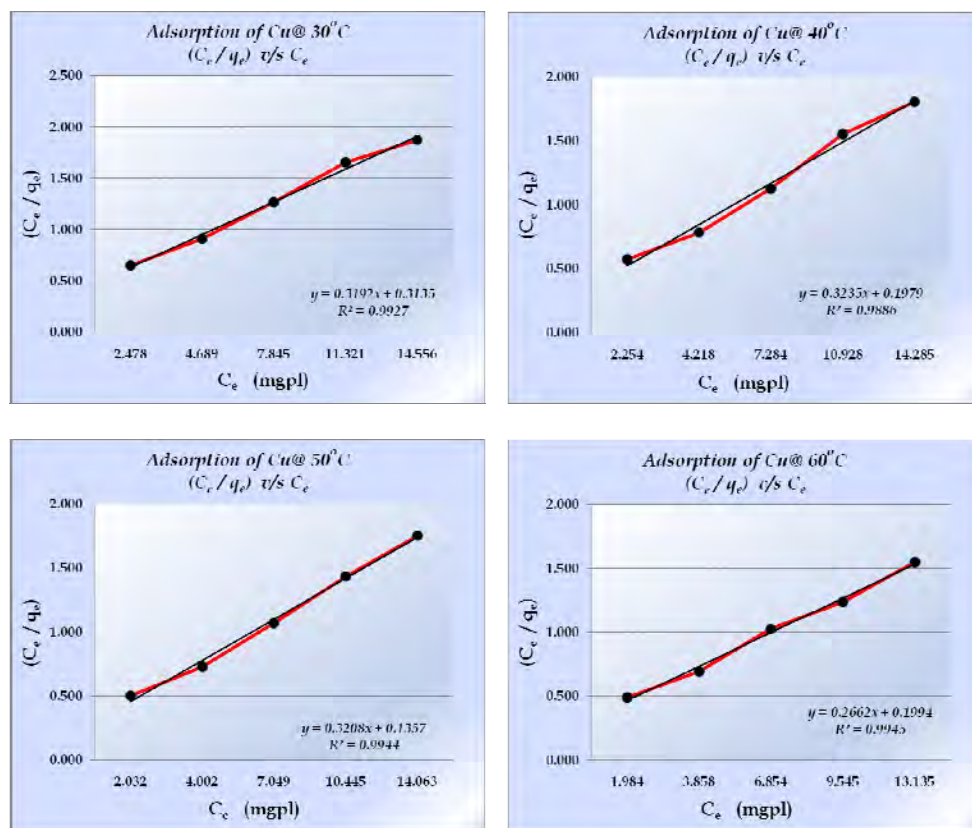 Adsorption of Cu@ 30°C
(Ce / qe) v/s Ce
2.500
2.000
1.500
1.000
0.500
0.000
(Ce / qe)
y = 0.3192x + 0.3135
R² = 0.9927
2.478 4.689 7.845 11.321 14.556
Ce (mgpl)
Adsorption of Cu@ 40°C
(Ce / qe) v/s Ce
2.000
1.500
1.000
0.500
0.000
(Ce / qe)
y = 0.3235x + 0.1979
R² = 0.9886
2.254 4.218 7.284 10.928 14.285
Ce (mgpl)
Adsorption of Cu@ 50°C
(Ce / qe) v/s Ce
2.000
1.500
1.000
0.500
0.000
(Ce / qe)
y = 0.3208x + 0.1357
R² = 0.9944
2.032 4.002 7.049 10.445 14.063
Ce (mgpl)
Adsorption of Cu@ 60°C
(Ce / qe) v/s Ce
2.000
1.500
1.000
0.500
0.000
(Ce / qe)
y = 0.2662x + 0.1994
R² = 0.9945
1.984 3.858 6.854 9.545 13.135
Ce (mgpl)